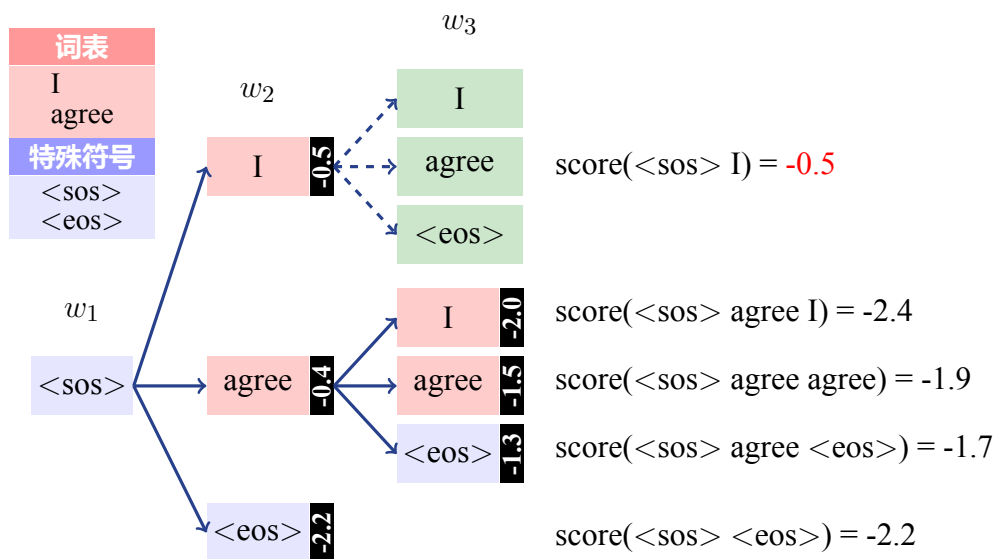 词表
I
agree
特殊符号
<sos>
<eos>
w1
<sos>
w2
I -0.5
agree -0.4
<eos> -2.2
w3
I
agree
<eos>
I -2.0
agree -1.5
<eos> -1.3
score(<sos> I) = -0.5
score(<sos> agree I) = -2.4
score(<sos> agree agree) = -1.9
score(<sos> agree <eos>) = -1.7
score(<sos> <eos>) = -2.2